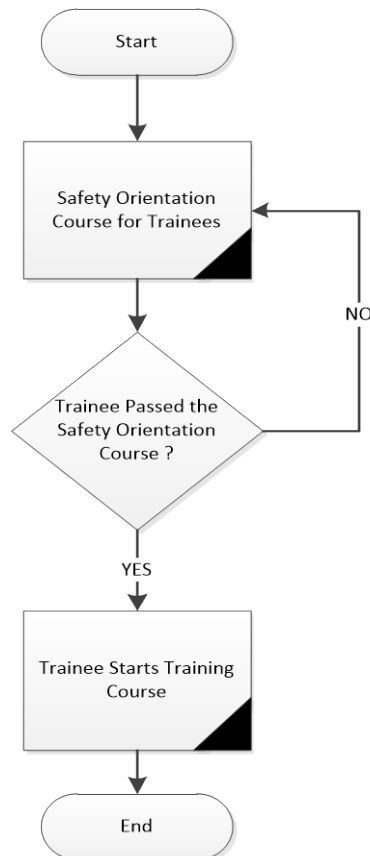 Start
Safety Orientation
Course for Trainees
NO
Trainee Passed the
Safety Orientation
Course ?
YES
Trainee Starts Training
Course
End